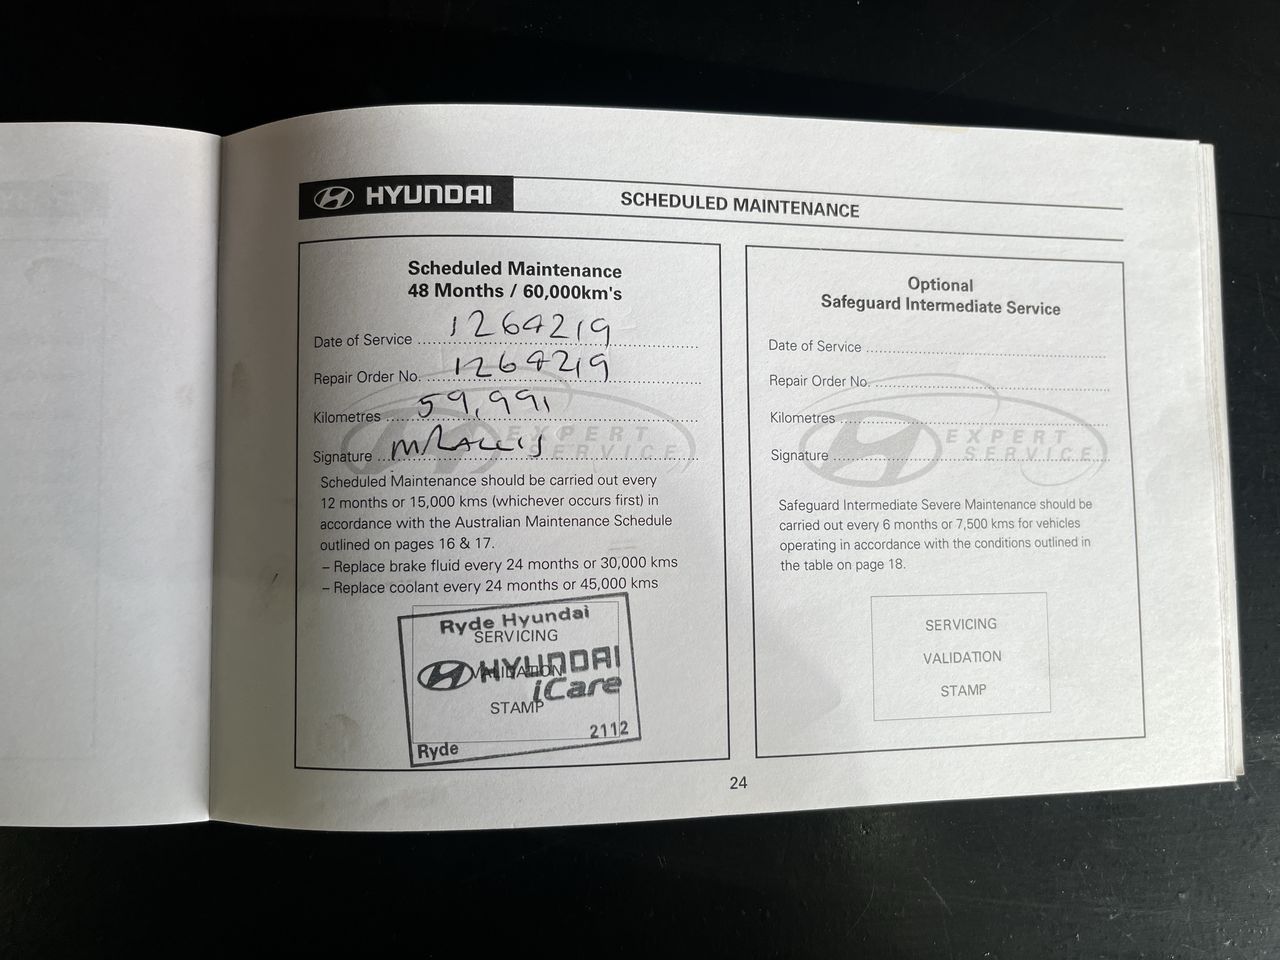 HYUNDAI
SCHEDULED MAINTENANCE
Scheduled Maintenance
48 Months / 60,000km's
Date of Service 1264219
Repair Order No. 1264219
Kilometres 59,991
Signature
EXPERT
SERVICE
Scheduled Maintenance should be carried out every
12 months or 15,000 kms (whichever occurs first) in
accordance with the Australian Maintenance Schedule
outlined on pages 16 & 17.
– Replace brake fluid every 24 months or 30,000 kms
– Replace coolant every 24 months or 45,000 kms
Ryde Hyundai
SERVICING
HYUNDAI
VALIDATION
iCare
STAMP
Ryde 2112
Optional
Safeguard Intermediate Service
Date of Service
Repair Order No.
Kilometres
EXPERT
Signature
SERVICE
Safeguard Intermediate Severe Maintenance should be
carried out every 6 months or 7,500 kms for vehicles
operating in accordance with the conditions outlined in
the table on page 18.
SERVICING
VALIDATION
STAMP
24